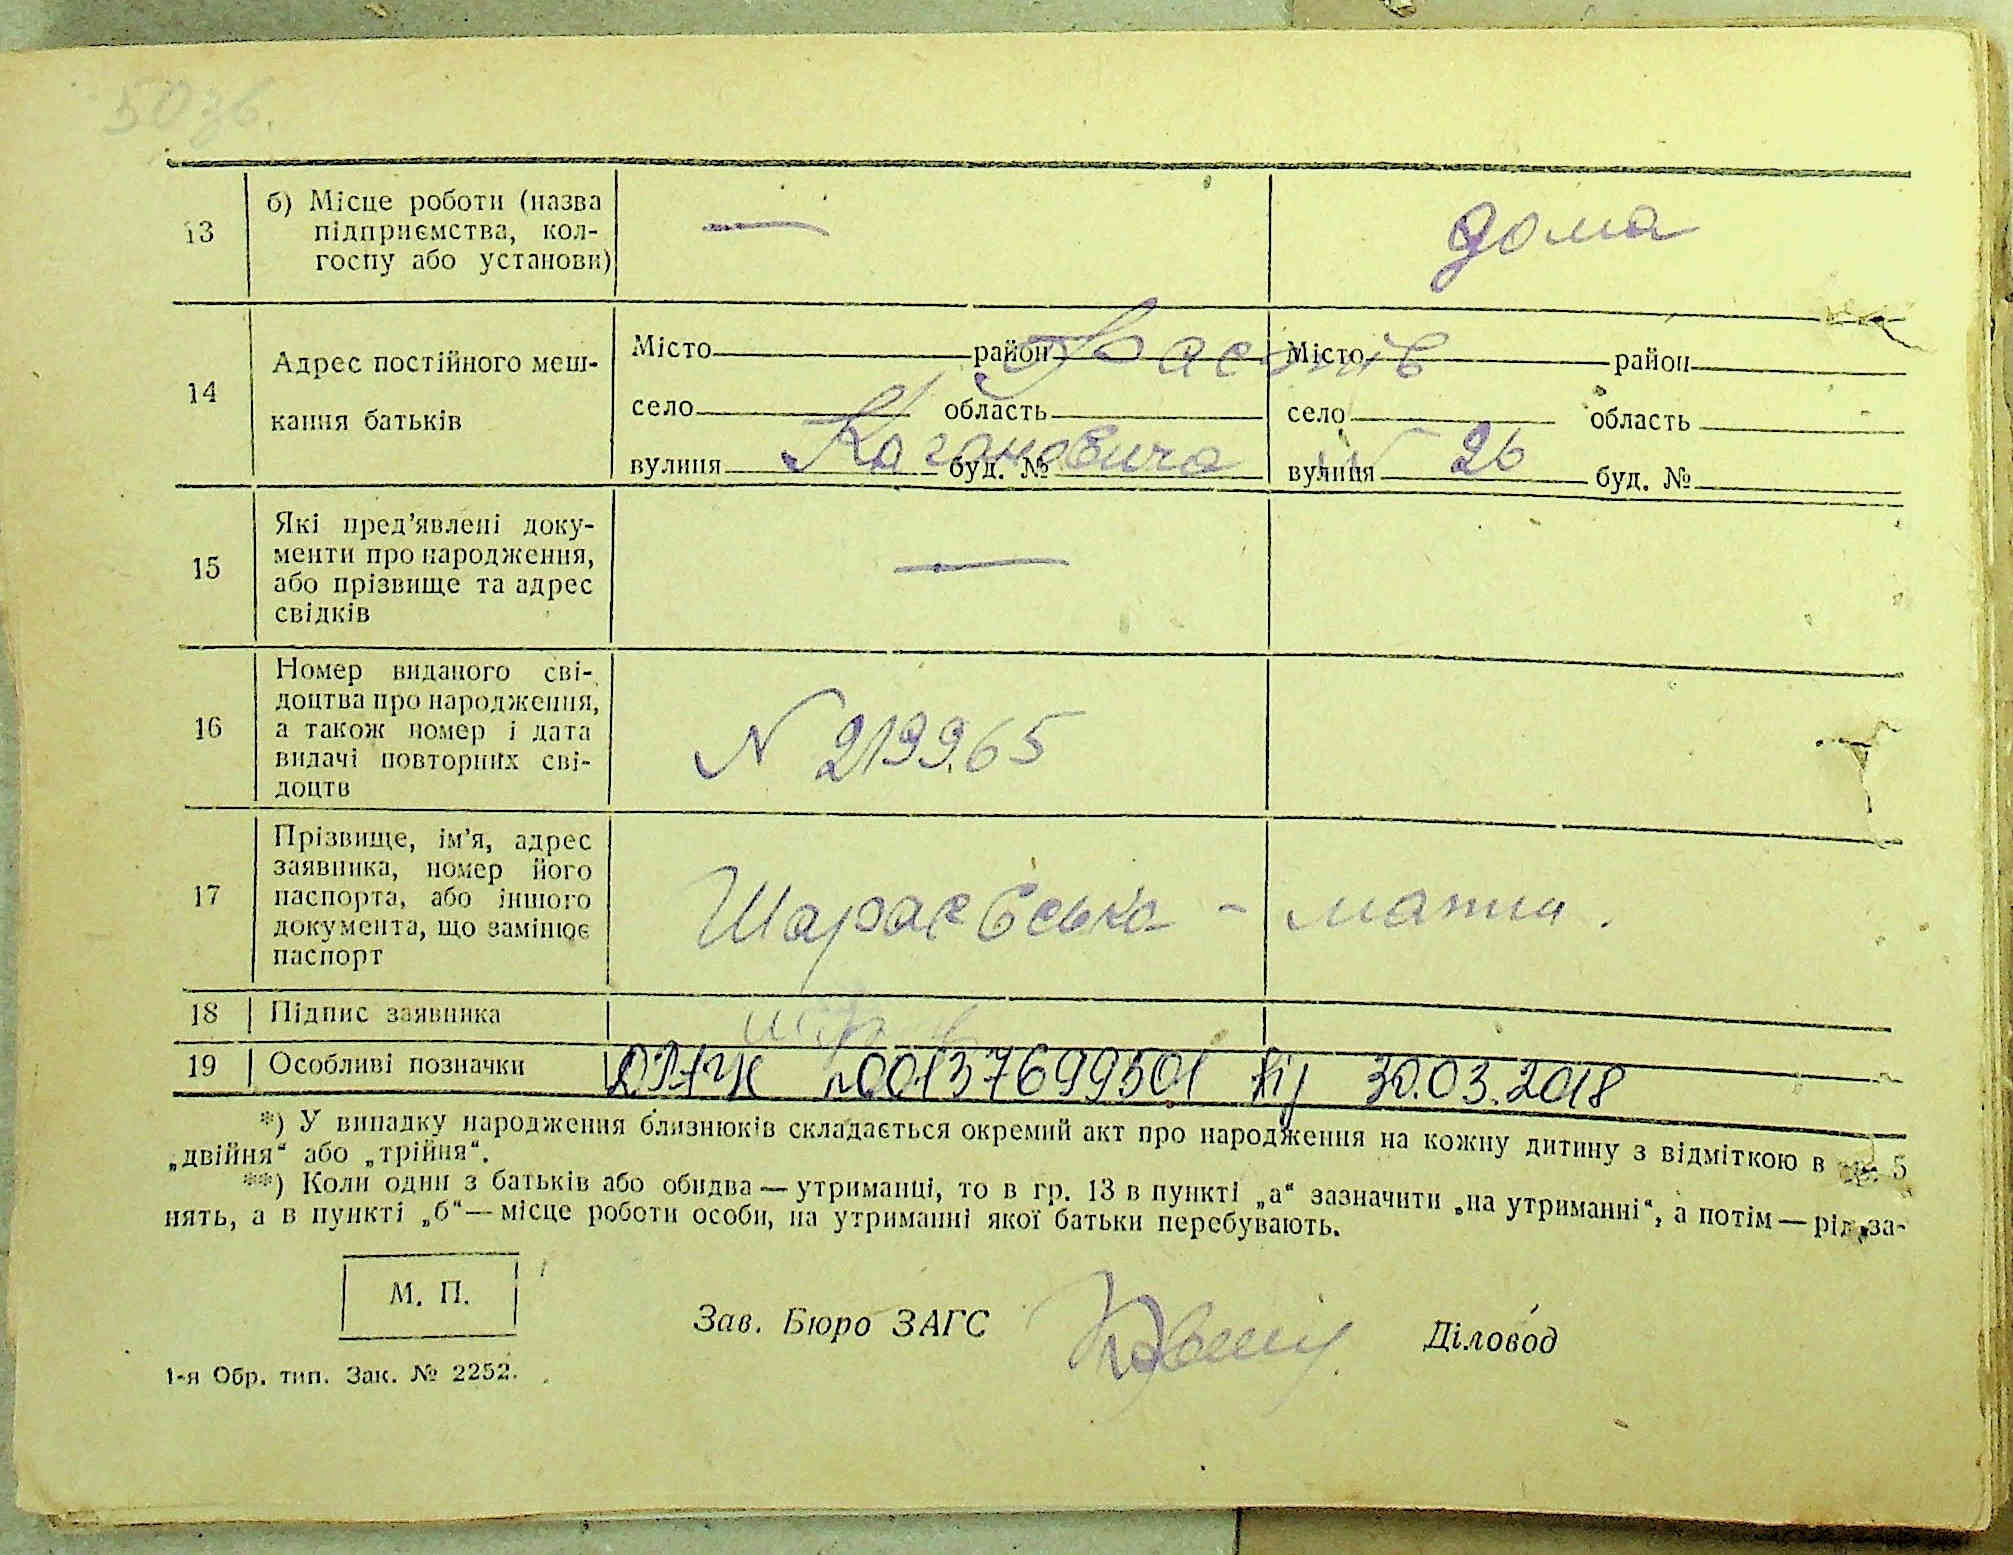 50зв.
13
б) Місце роботи (назва
підприємства, кол-
госпу або установи)
—
дома
14
Адрес постійного меш-
кання батьків
Місто район
село область
вулиця Кагановича буд. №
Місто район
село область
вулиця 26 буд. №
15
Які пред'явлені доку-
менти про народження,
або прізвище та адрес
свідків
—
16
Номер виданого сві-
доцтва про народження,
а також номер і дата
видачі повторних сві-
доцтв
N 219965
17
Прізвище, ім'я, адрес
заявника, номер його
паспорта, або іншого
документа, що замінює
паспорт
Шараєвська - мати.
18
Підпис заявника
19
Особливі позначки
00137699501 від 30.03.2018
*) У випадку народження близнюків складається окремий акт про народження на кожну дитину з відміткою в гр. 5
„двійня“ або „трійня“.
**) Коли один з батьків або обидва — утриманці, то в гр. 13 в пункті „а“ зазначити „на утриманні“, а потім — рід за-
нять, а в пункті „б“ — місце роботи особи, на утриманні якої батьки перебувають.
М. П.
Зав. Бюро ЗАГС
Діловод
1-я Обр. тип. Зак. № 2252.